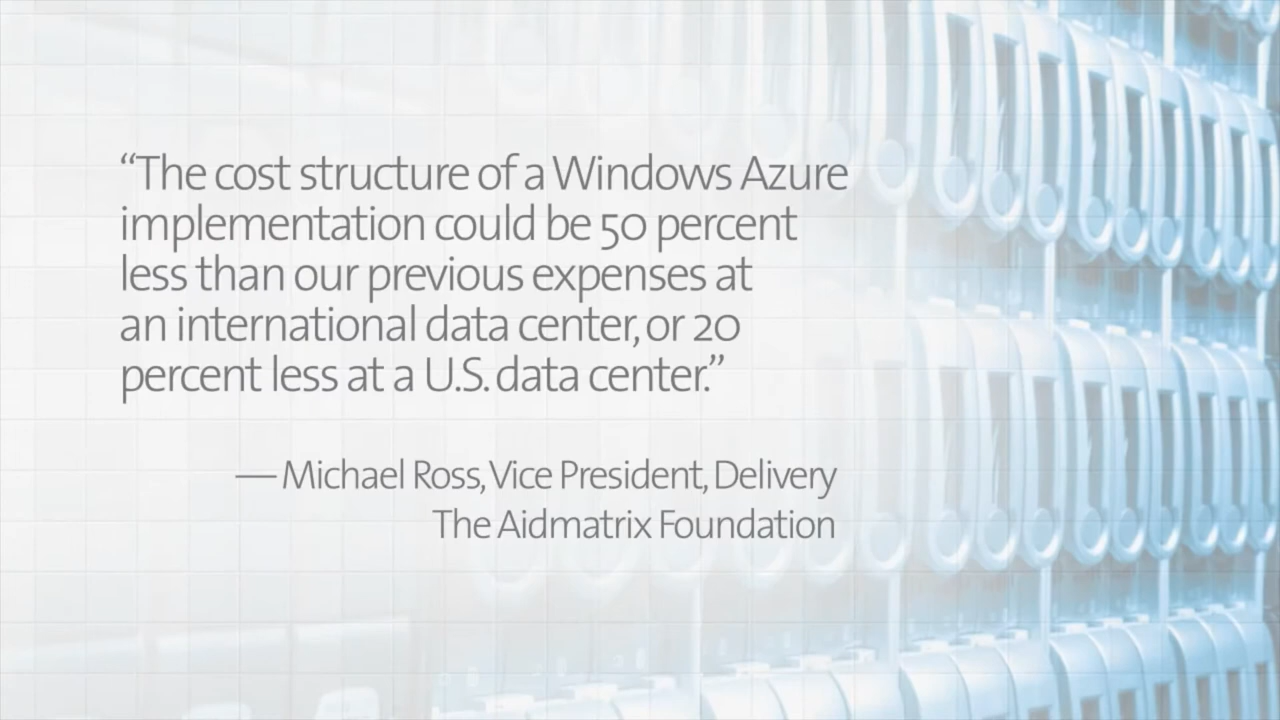 “The cost structure of a Windows Azure
implementation could be 50 percent
less than our previous expenses at
an international data center, or 20
percent less at a U.S. data center.”
— Michael Ross, Vice President, Delivery
The Aidmatrix Foundation